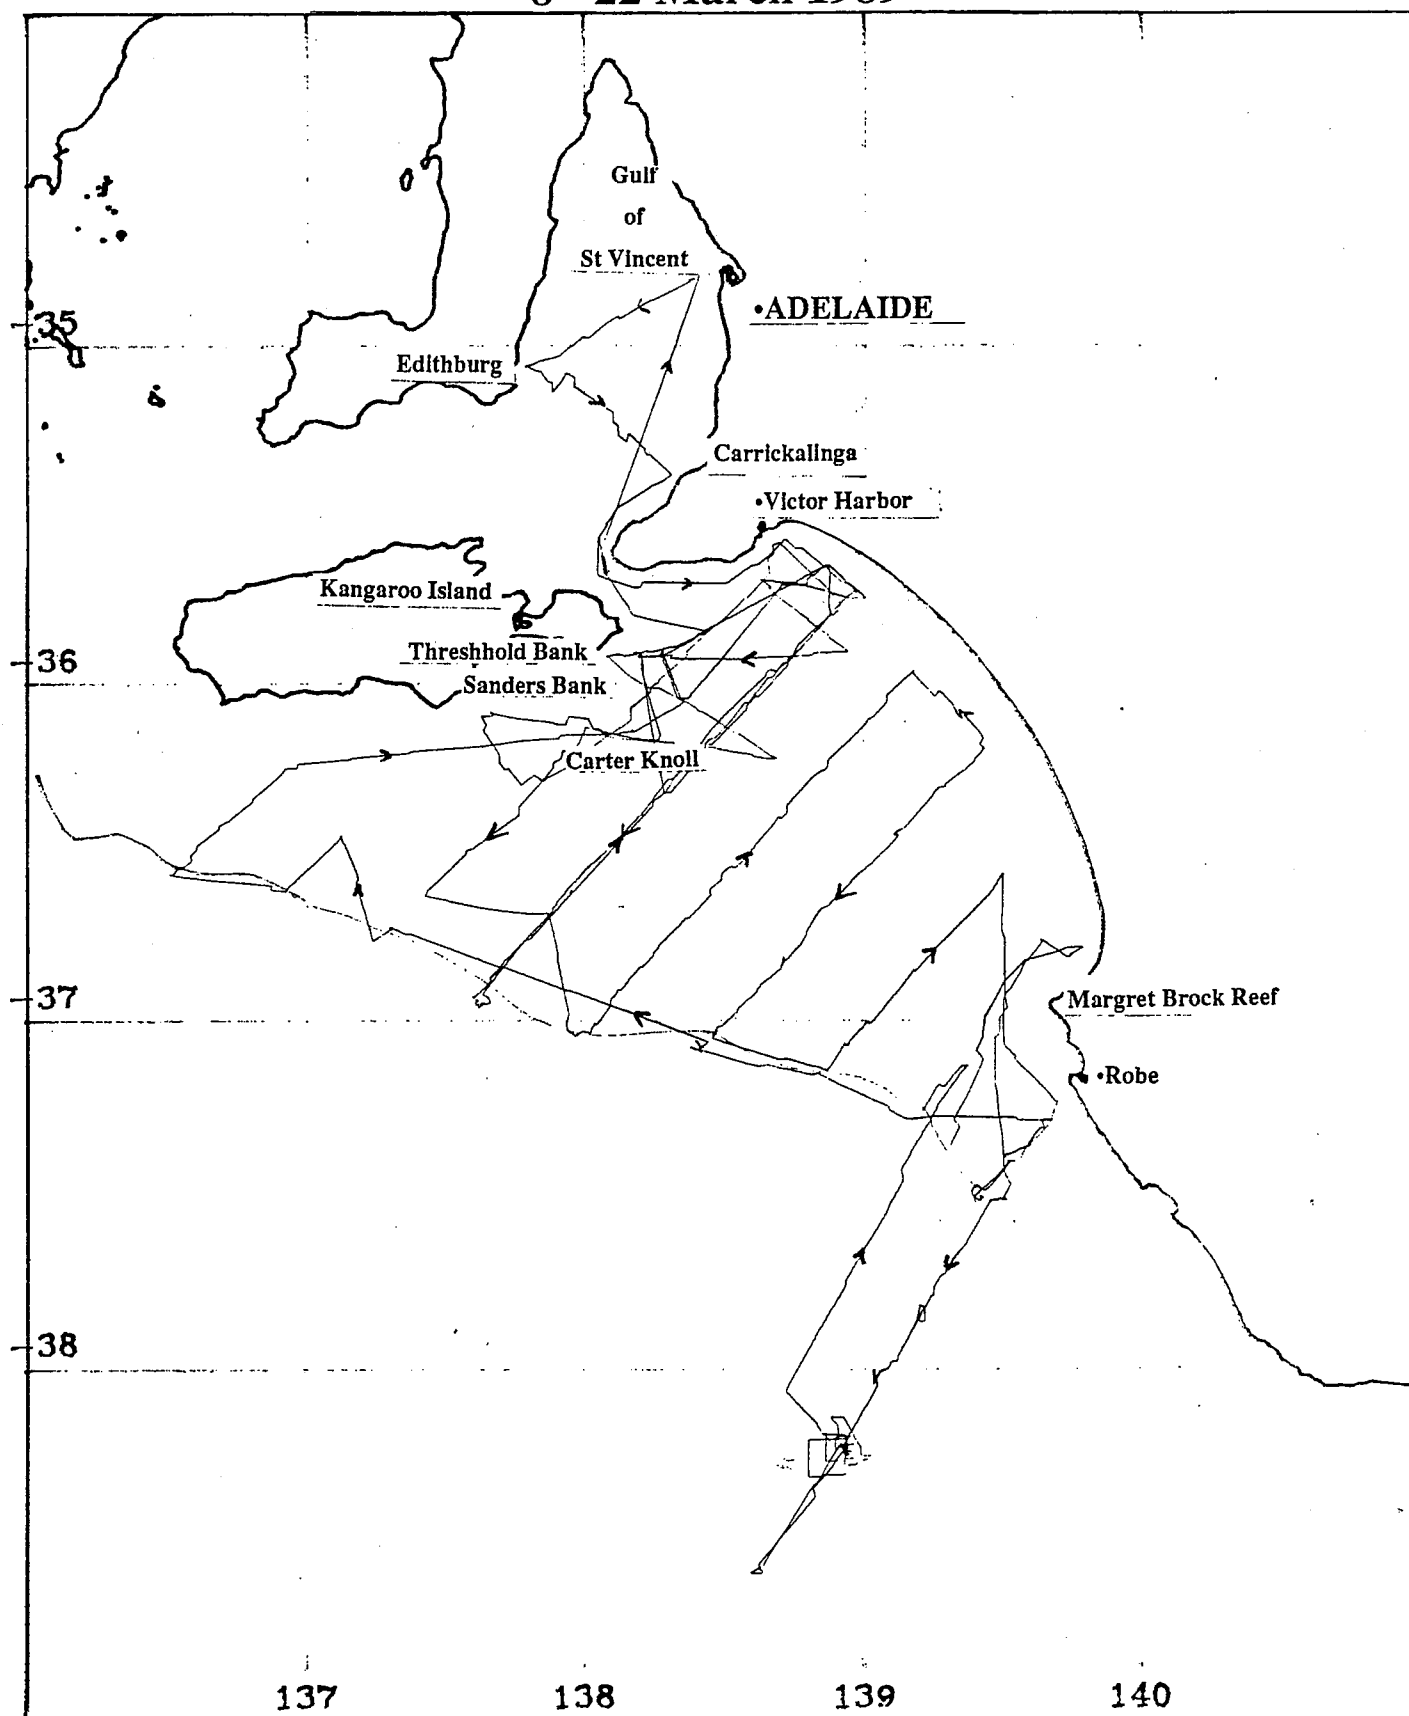 22 March 1989
Gulf
of
St Vincent
•ADELAIDE
35
Edithburg
Carrickalinga
•Victor Harbor
Kangaroo Island
Threshhold Bank
36
Sanders Bank
Carter Knoll
37
Margret Brock Reef
•Robe
38
137 138 139 140